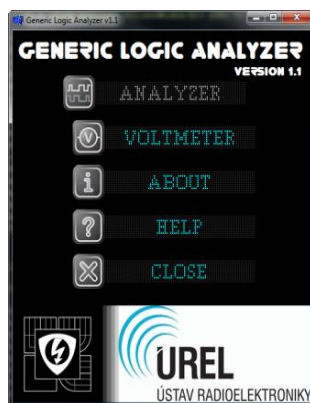 Generic Logic Analyzer v1.1
GENERIC LOGIC ANALYZER
VERSION 1.1
ANALYZER
VOLTMETER
ABOUT
HELP
CLOSE
UREL
ÚSTAV RADIOELEKTRONIKY